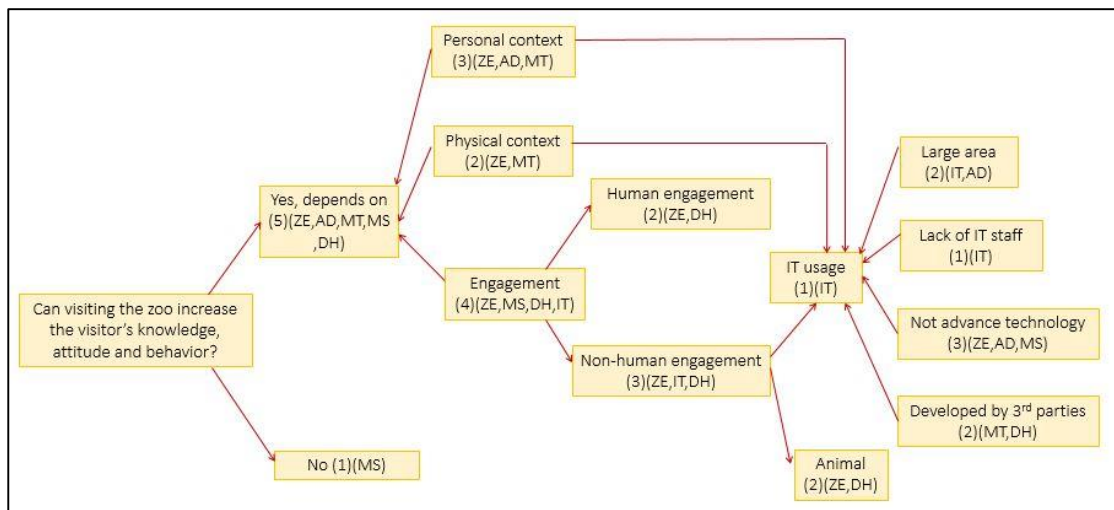 Personal context
(3)(ZE,AD,MT)
Physical context
(2)(ZE,MT)
Large area
(2)(IT,AD)
Yes, depends on
(5)(ZE,AD,MT,MS
,DH)
Human engagement
(2)(ZE,DH)
Lack of IT staff
(1)(IT)
IT usage
(1)(IT)
Engagement
(4)(ZE,MS,DH,IT)
Can visiting the zoo increase
the visitor's knowledge,
attitude and behavior?
Not advance technology
(3)(ZE,AD,MS)
Non-human engagement
(3)(ZE,IT,DH)
Developed by 3rd parties
(2)(MT,DH)
No (1)(MS)
Animal
(2)(ZE,DH)